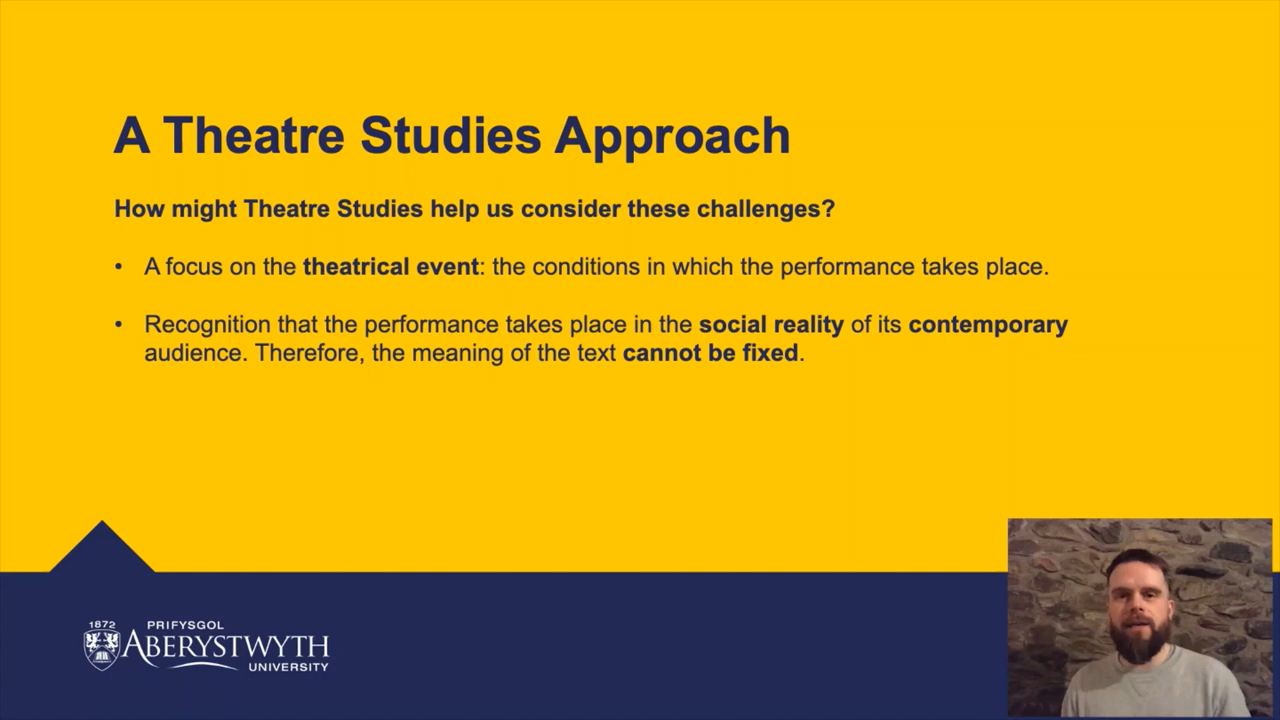 A Theatre Studies Approach
How might Theatre Studies help us consider these challenges?
• A focus on the theatrical event: the conditions in which the performance takes place.
• Recognition that the performance takes place in the social reality of its contemporary
audience. Therefore, the meaning of the text cannot be fixed.
1872
PRIFYSGOL
ABERYSTWYTH
UNIVERSITY